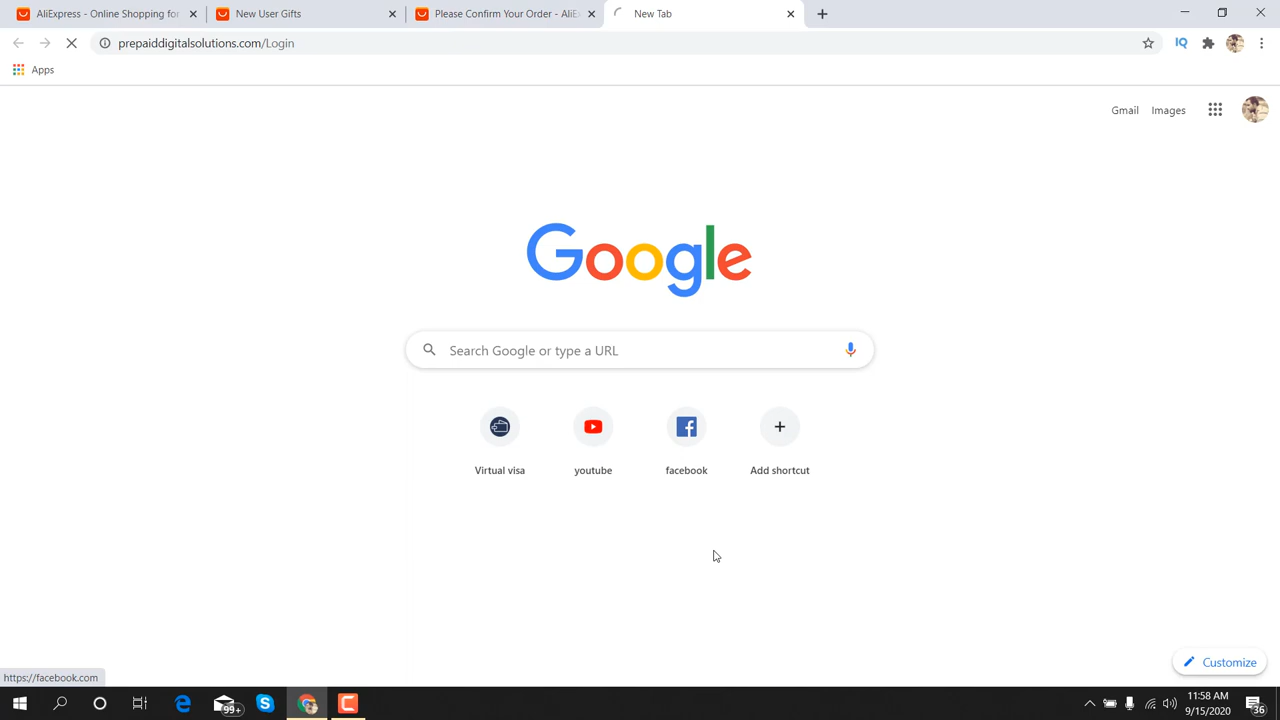 AliExpress - Online Shopping for
New User Gifts
Please Confirm Your Order - AliEx
New Tab
prepaiddigitalsolutions.com/Login
IQ
Apps
Gmail
Images
Google
Search Google or type a URL
Virtual visa
youtube
facebook
Add shortcut
Customize
https://facebook.com
99+
11:58 AM
9/15/2020
36